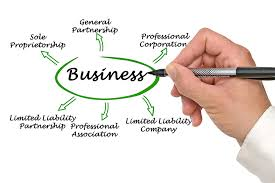 General
Partnership
Sole
Proprietorship
Professional
Corporation
Business
Limited Liability
Partnership
Professional
Association
Limited Liability
Company